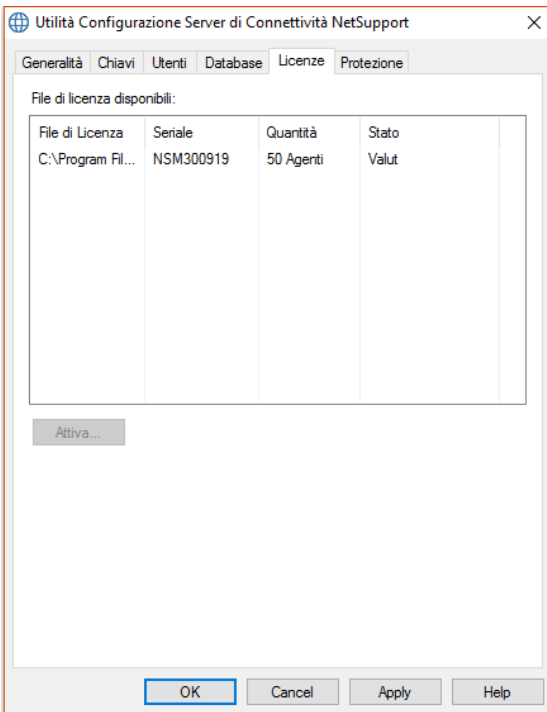 Utilità Configurazione Server di Connettività NetSupport
Generalità Chiavi Utenti Database Licenze Protezione
File di licenza disponibili:
File di Licenza Seriale Quantità Stato
C:\Program Fil... NSM300919 50 Agenti Valut
Attiva...
OK Cancel Apply Help